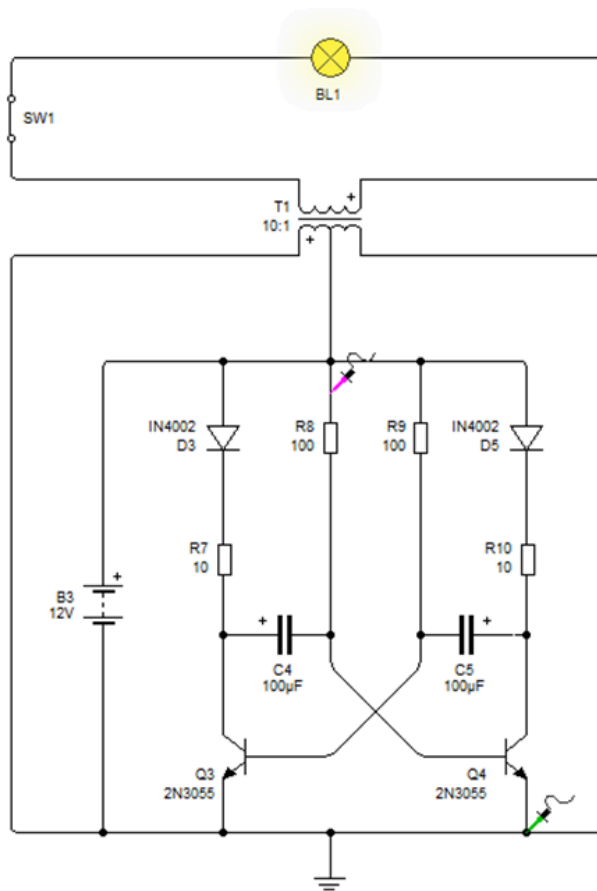 BL1
SW1
T1
10:1
IN4002
D3
R8
100
R9
100
IN4002
D5
R7
10
R10
10
B3
12V
C4
100µF
C5
100µF
Q3
2N3055
Q4
2N3055